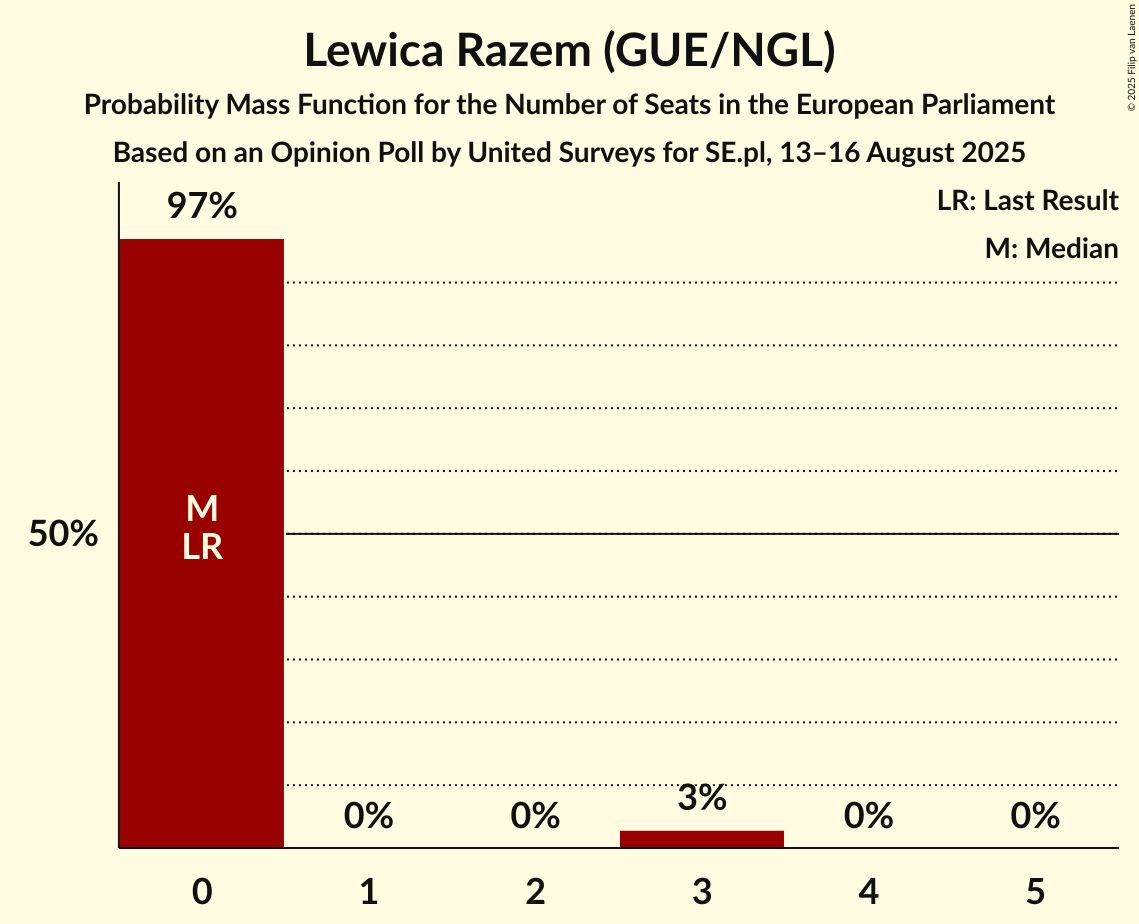 Lewica Razem (GUE/NGL)
Probability Mass Function for the Number of Seats in the European Parliament
Based on an Opinion Poll by United Surveys for SE.pl, 13–16 August 2025
© 2025 Filip van Laenen
LR: Last Result
M: Median
97%
M
LR
50%
0%
0%
3%
0%
0%
0
1
2
3
4
5